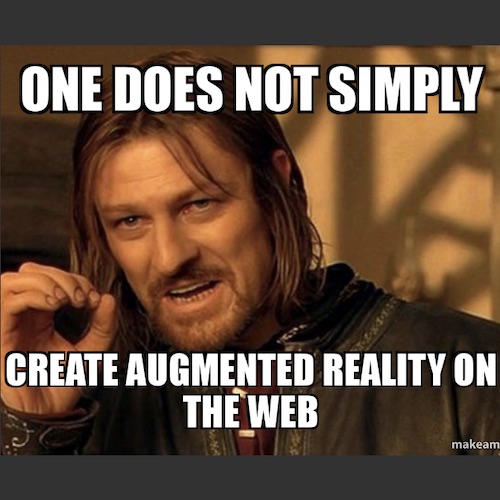 ONE DOES NOT SIMPLY
CREATE AUGMENTED REALITY ON
THE WEB
makeam